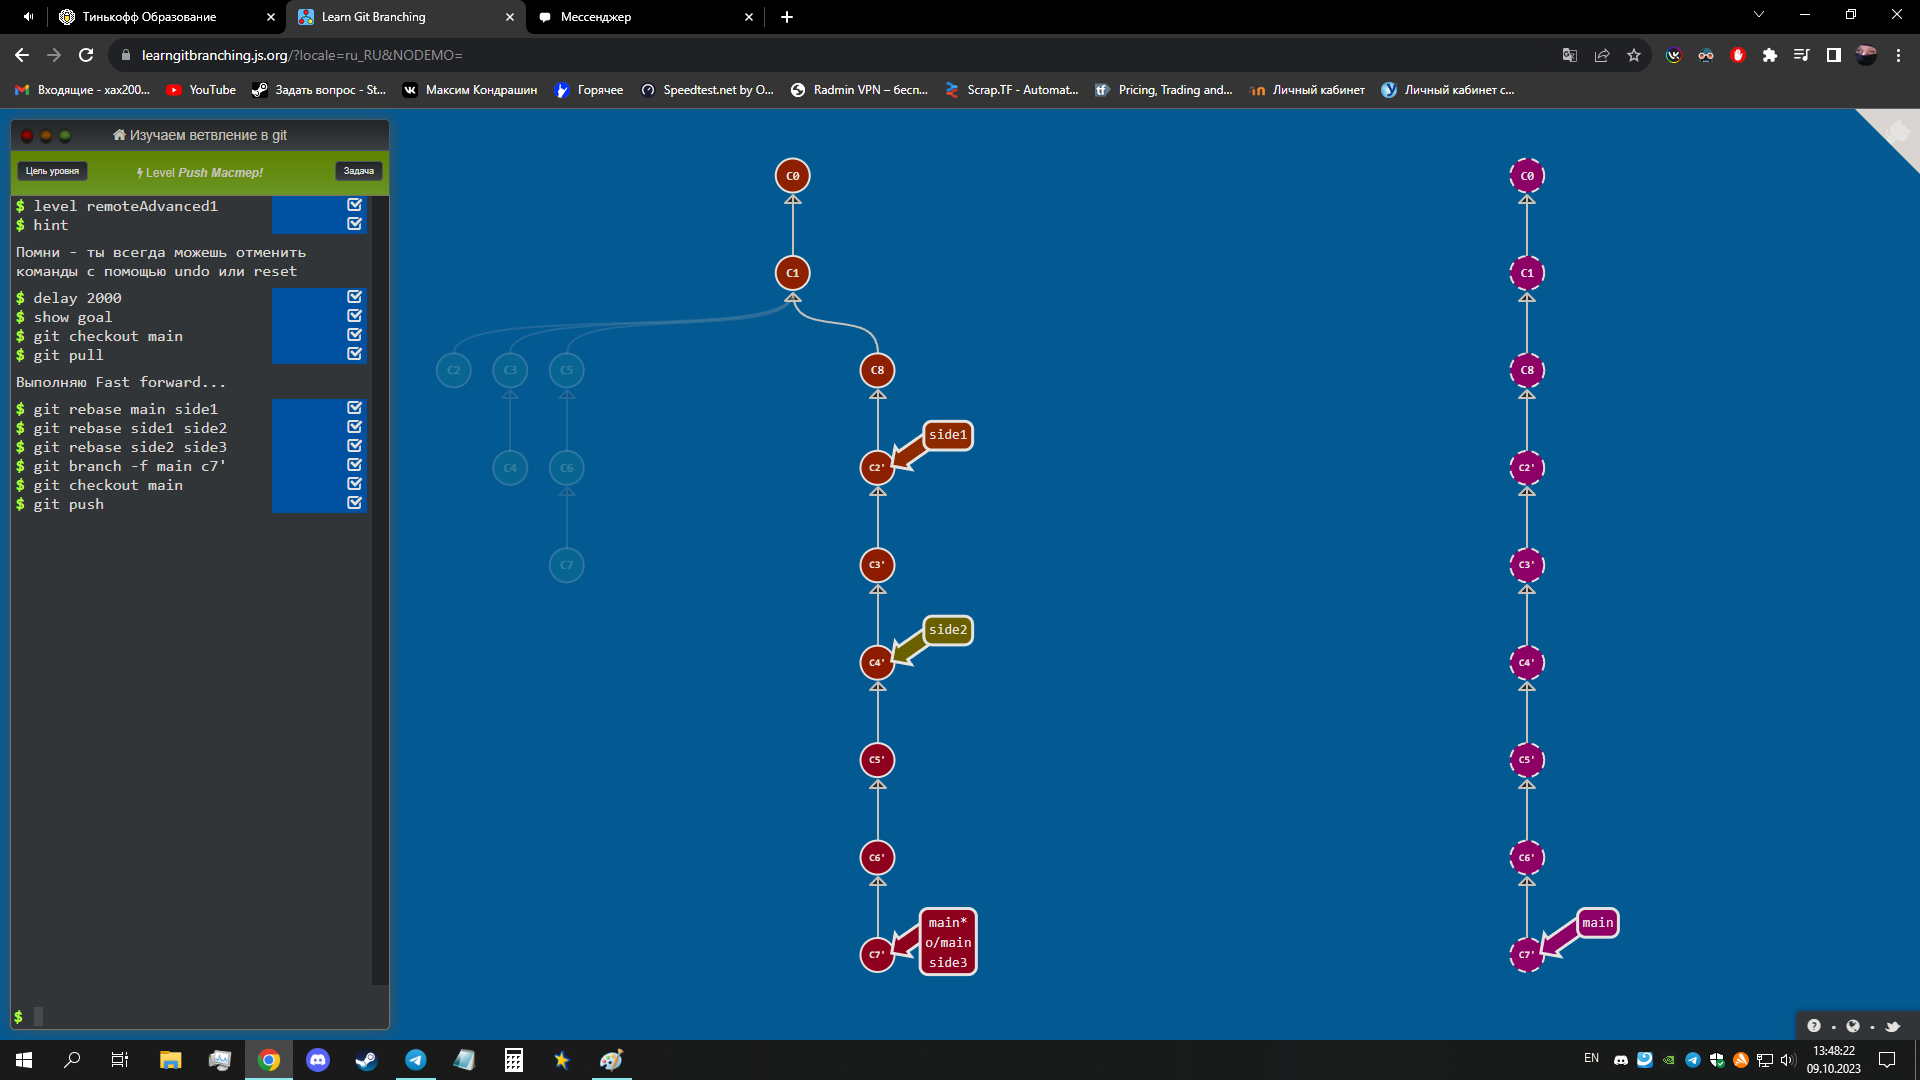 Тинькофф Образование
Learn Git Branching
Мессенджер
learngitbranching.js.org/?locale=ru_RU&NODEMO=
Входящие - xax200...
YouTube
Задать вопрос - St...
Максим Кондрашин
Горячее
Speedtest.net by O...
Radmin VPN – бесп...
Scrap.TF - Automat...
Pricing, Trading and...
Личный кабинет
Личный кабинет с...
Изучаем ветвление в git
Цель уровня
Level Push Мастер!
Задача
$ level remoteAdvanced1
$ hint
Помни - ты всегда можешь отменить
команды с помощью undo или reset
$ delay 2000
$ show goal
$ git checkout main
$ git pull
Выполняю Fast forward...
$ git rebase main side1
$ git rebase side1 side2
$ git rebase side2 side3
$ git branch -f main c7'
$ git checkout main
$ git push
$
C0
C1
C2
C3
C5
C8
side1
C4
C6
C2'
C7
C3'
side2
C4'
C5'
C6'
main*
o/main
side3
C7'
C0
C1
C8
C2'
C3'
C4'
C5'
C6'
main
C7'
EN
13:48:22
09.10.2023